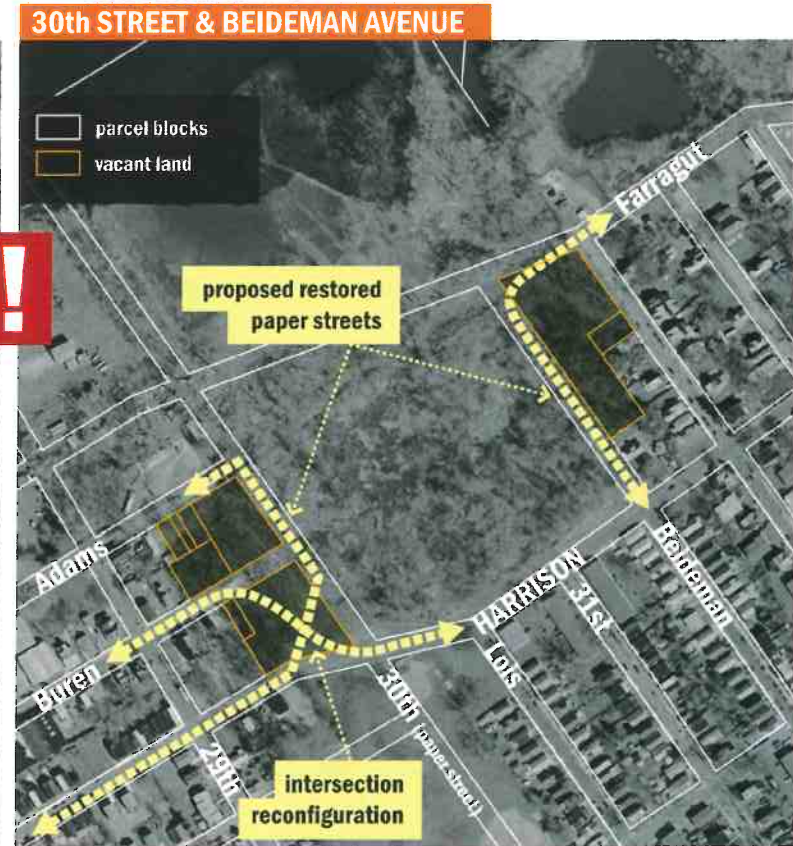 30th STREET & BEIDEMAN AVENUE
parcel blocks
vacant land
!
Farragut
proposed restored
paper streets
Adams
Beideman
HARRISON
31st
Lois
Buren
30th (paper street)
29th
intersection
reconfiguration